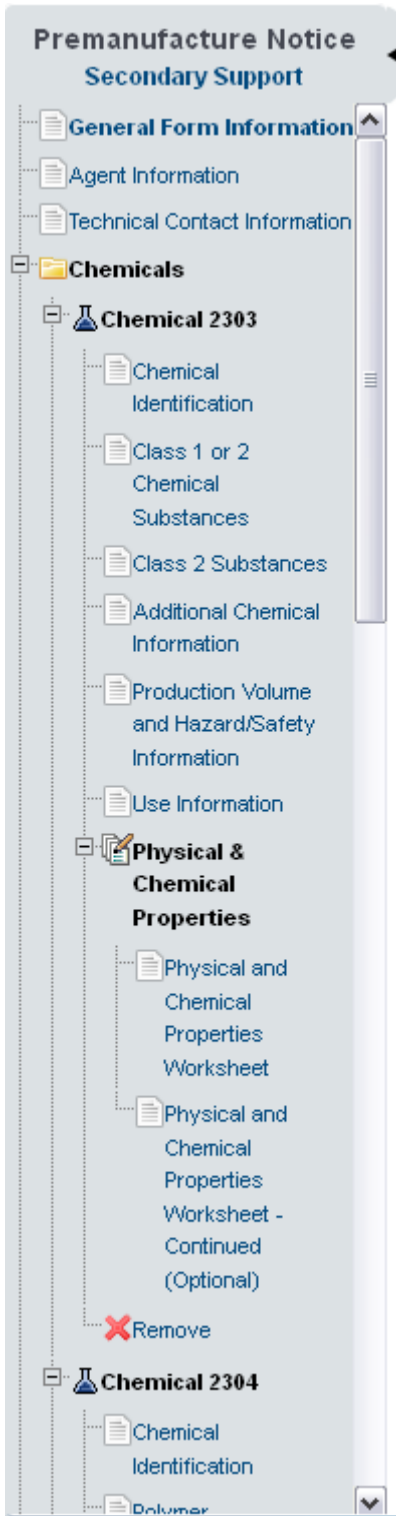 Premanufacture Notice
Secondary Support
General Form Information
Agent Information
Technical Contact Information
Chemicals
Chemical 2303
Chemical
Identification
Class 1 or 2
Chemical
Substances
Class 2 Substances
Additional Chemical
Information
Production Volume
and Hazard/Safety
Information
Use Information
Physical &
Chemical
Properties
Physical and
Chemical
Properties
Worksheet
Physical and
Chemical
Properties
Worksheet -
Continued
(Optional)
Remove
Chemical 2304
Chemical
Identification
Polymer